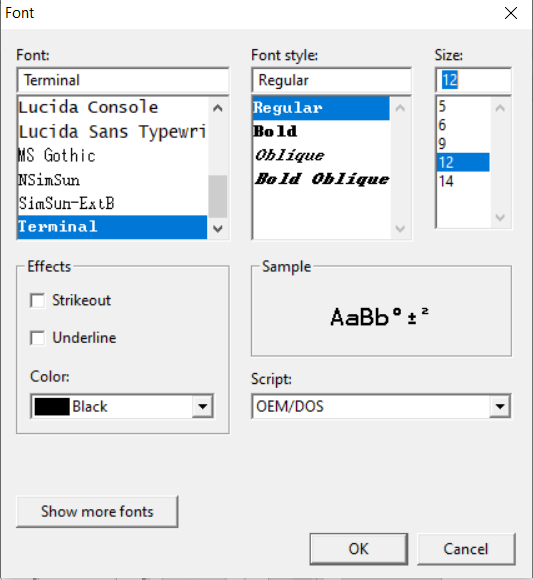 Font
Font:
Terminal
Lucida Console
Lucida Sans Typewri
MS Gothic
NSimSun
SimSun-ExtB
Terminal
Font style:
Regular
Regular
Bold
Oblique
Bold Oblique
Size:
12
5
6
9
12
14
Effects
Strikeout
Underline
Color:
Black
Sample
AaBb°±²
Script:
OEM/DOS
Show more fonts
OK
Cancel